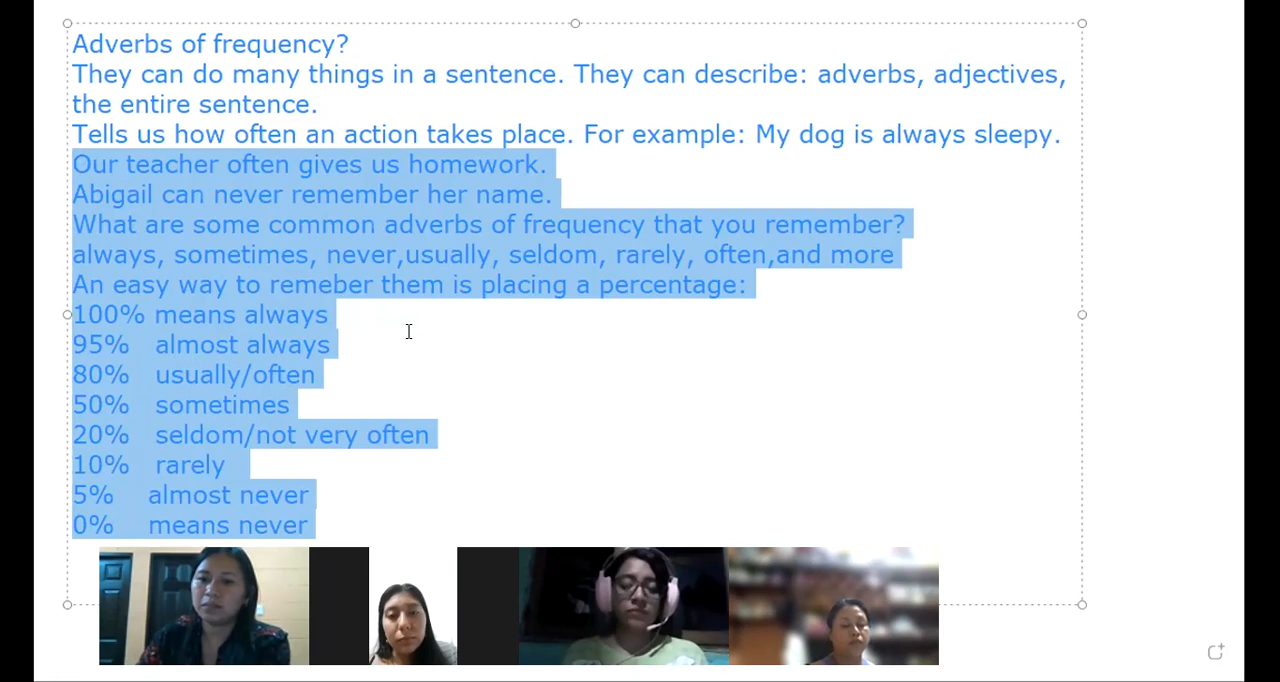 Adverbs of frequency?
They can do many things in a sentence. They can describe: adverbs, adjectives,
the entire sentence.
Tells us how often an action takes place. For example: My dog is always sleepy.
Our teacher often gives us homework.
Abigail can never remember her name.
What are some common adverbs of frequency that you remember?
always, sometimes, never,usually, seldom, rarely, often,and more
An easy way to remeber them is placing a percentage:
100% means always
95% almost always
80% usually/often
50% sometimes
20% seldom/not very often
10% rarely
5% almost never
0% means never